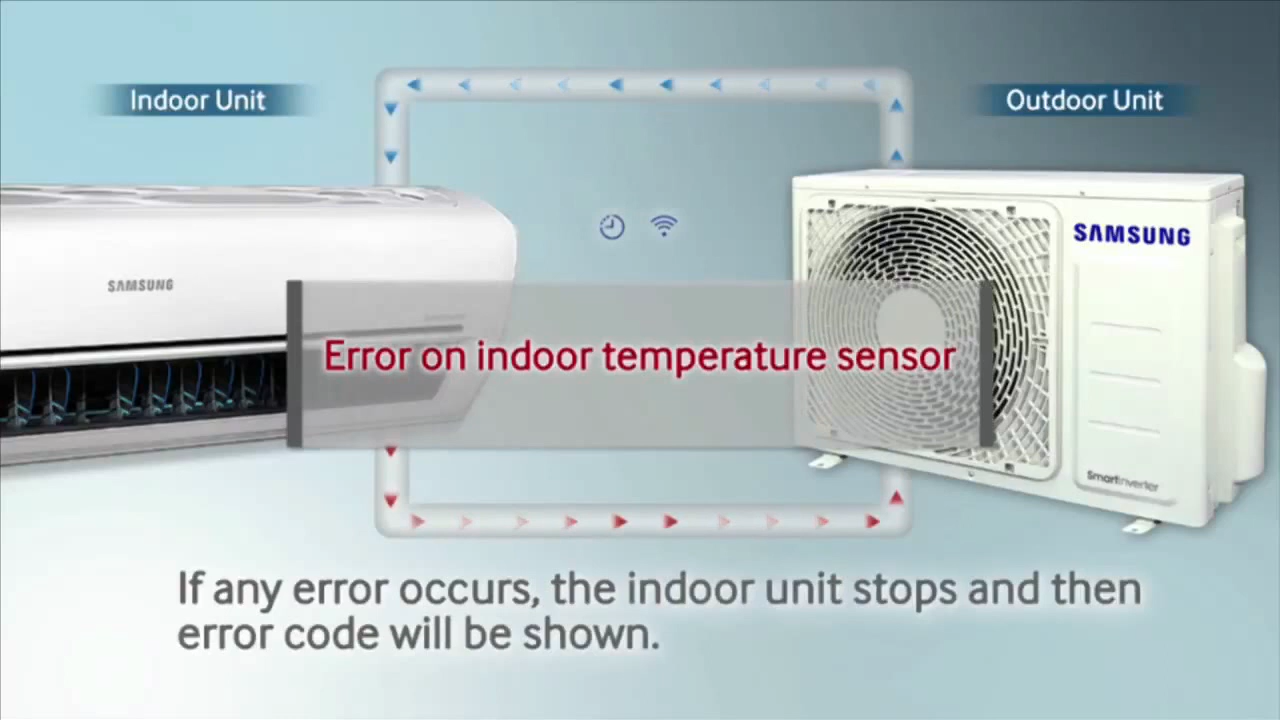 Indoor Unit
Outdoor Unit
SAMSUNG
SAMSUNG
Error on indoor temperature sensor
SmartInverter
If any error occurs, the indoor unit stops and then
error code will be shown.